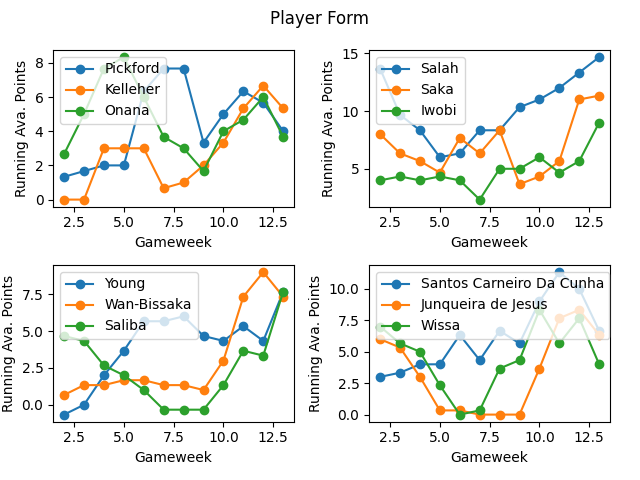 Player Form
Running Ava. Points
8
6
4
2
0
Pickford
Kelleher
Onana
2.5
5.0
7.5
10.0
12.5
Gameweek
Running Ava. Points
15
10
5
Salah
Saka
Iwobi
2.5
5.0
7.5
10.0
12.5
Gameweek
Running Ava. Points
7.5
5.0
2.5
0.0
Young
Wan-Bissaka
Saliba
2.5
5.0
7.5
10.0
12.5
Gameweek
Running Ava. Points
10.0
7.5
5.0
2.5
0.0
Santos Carneiro Da Cunha
Junqueira de Jesus
Wissa
2.5
5.0
7.5
10.0
12.5
Gameweek